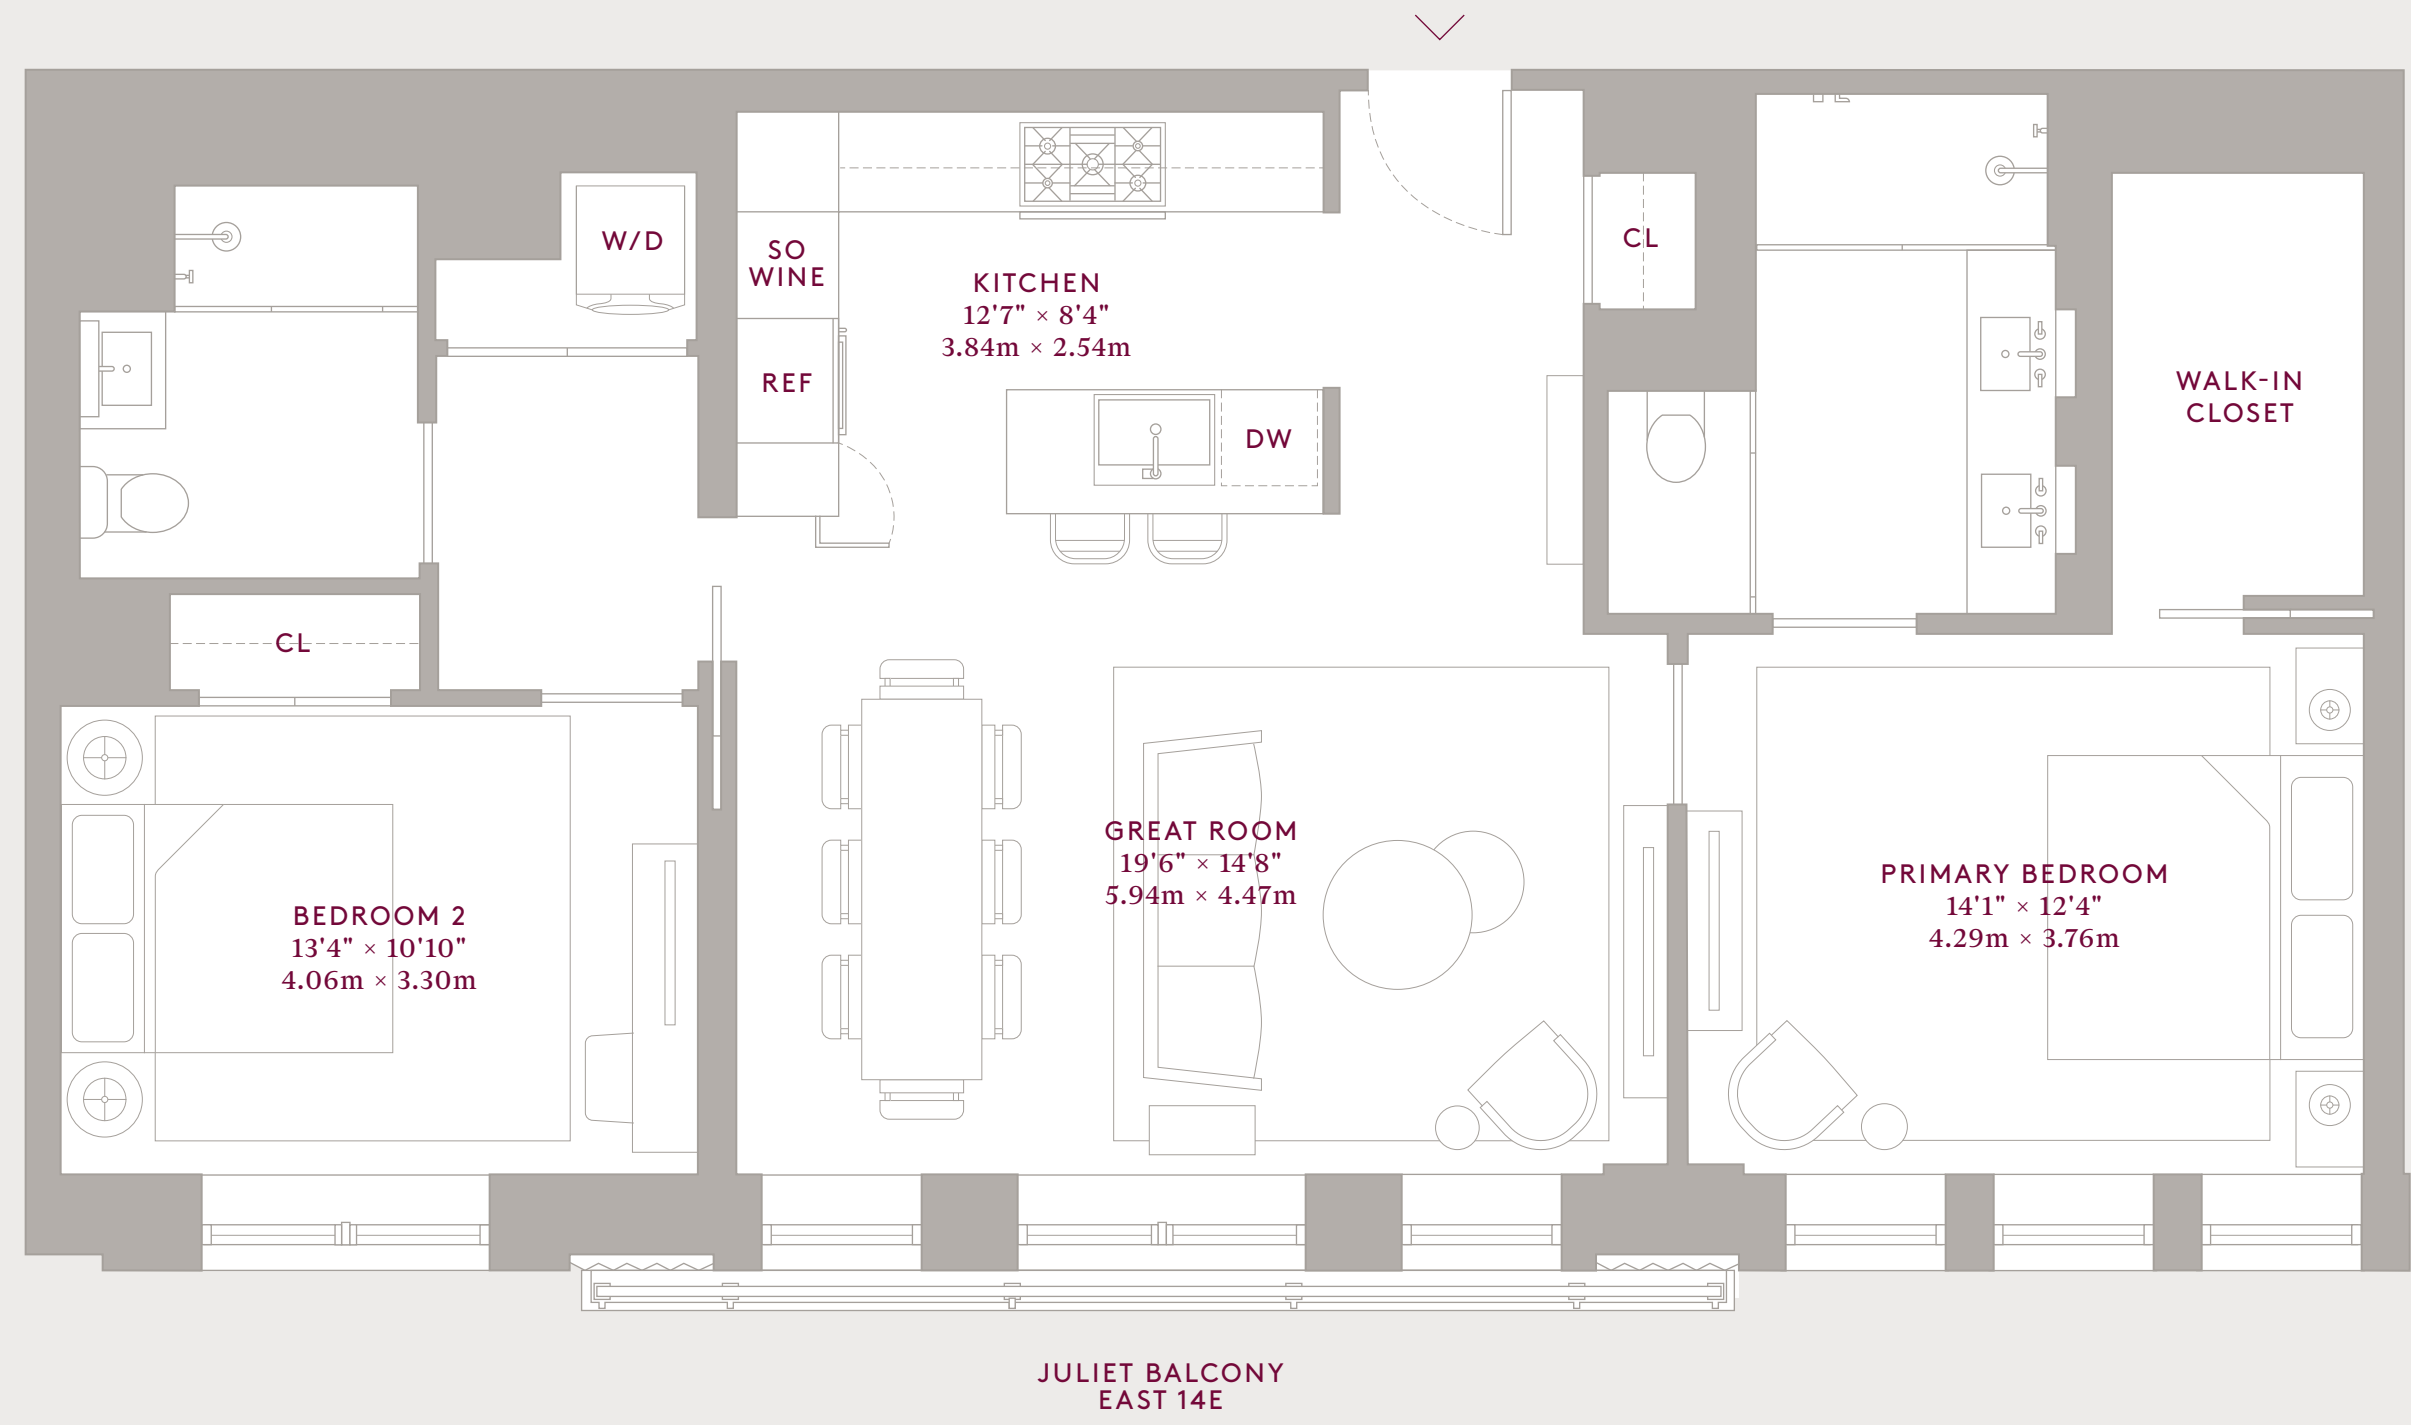 W/D
SO
WINE
KITCHEN
12'7" × 8'4"
3.84m × 2.54m
CL
REF
DW
WALK-IN
CLOSET
CL
GREAT ROOM
19'6" × 14'8"
5.94m × 4.47m
PRIMARY BEDROOM
14'1" × 12'4"
4.29m × 3.76m
BEDROOM 2
13'4" × 10'10"
4.06m × 3.30m
JULIET BALCONY
EAST 14E